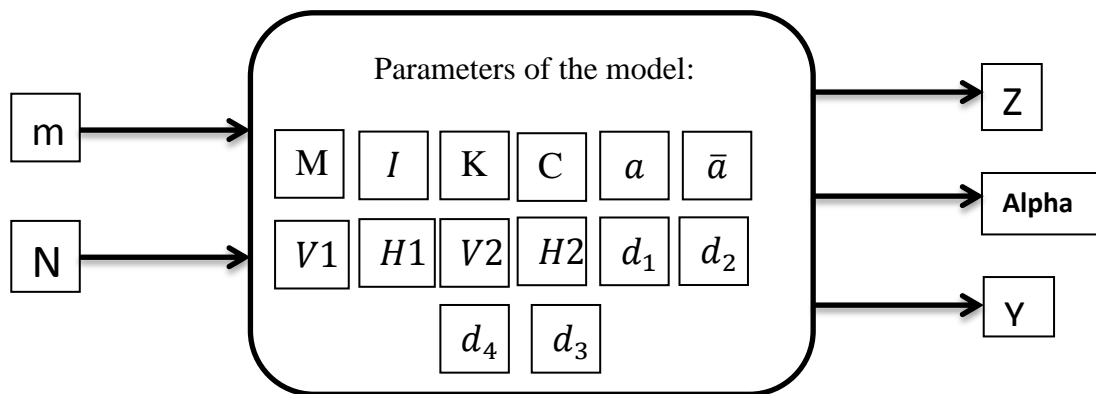 Parameters of the model:
m
N
M I K C a ā
V1 H1 V2 H2 d₁ d₂
d₄ d₃
Z
Alpha
Y